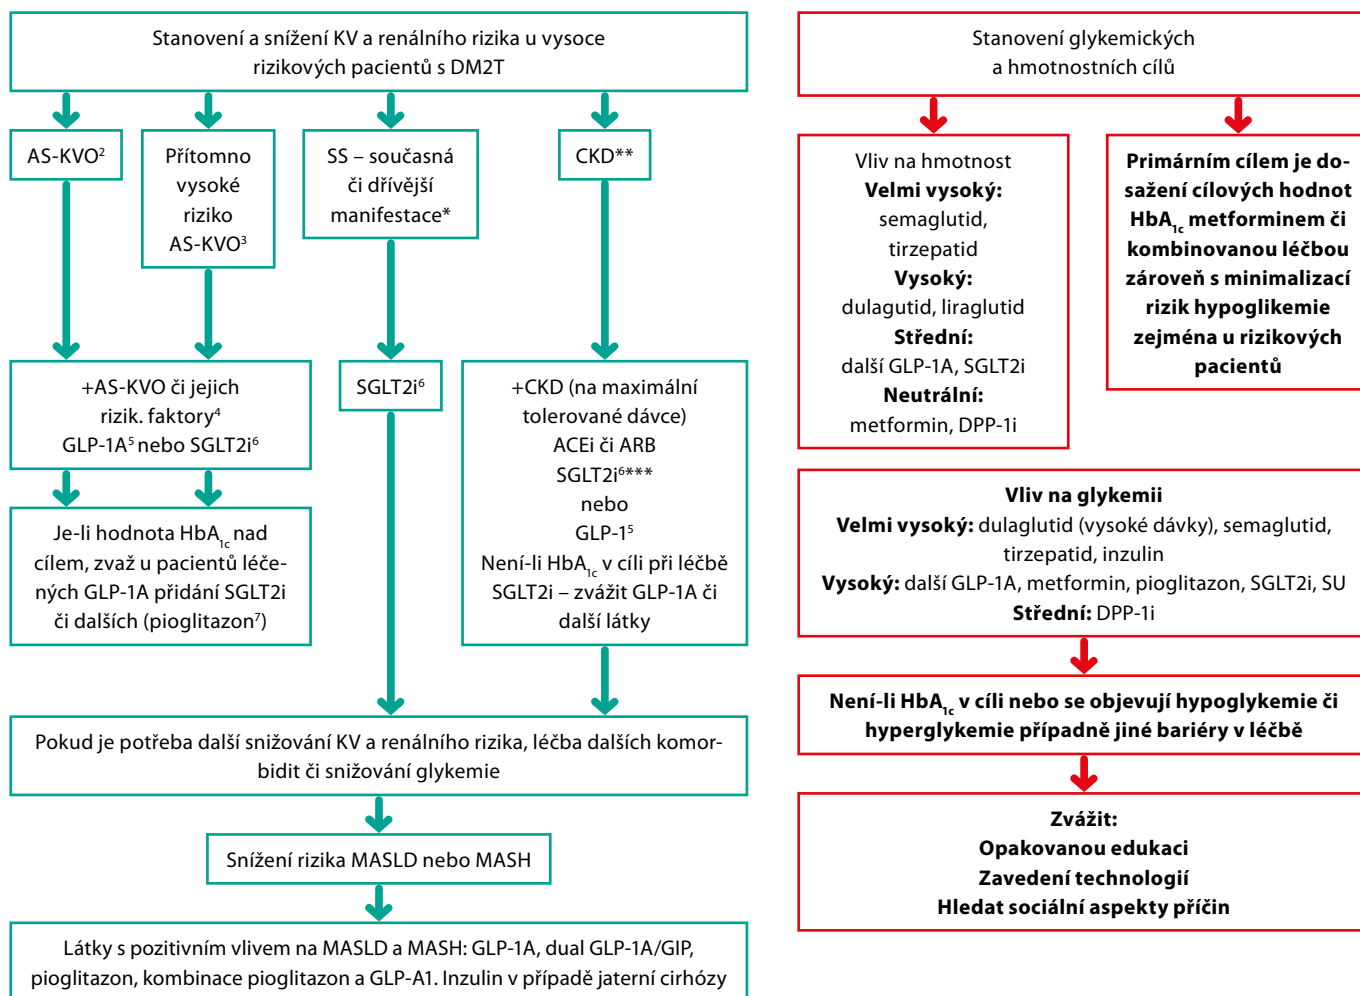 Stanovení a snížení KV a renálního rizika u vysoce
rizikových pacientů s DM2T
AS-KVO²
Přítomno
vysoké
riziko
AS-KVO³
SS – současná
či dřívější
manifestace*
CKD**
+AS-KVO či jejich
rizik. faktory⁴
GLP-1A⁵ nebo SGLT2i⁶
SGLT2i⁶
+CKD (na maximální
tolerované dávce)
ACEi či ARB
SGLT2i⁶***
nebo
GLP-1⁵
Není-li HbA1c v cíli při léčbě
SGLT2i – zvážit GLP-1A či
další látky
Je-li hodnota HbA1c nad
cílem, zvaž u pacientů léče-
ných GLP-1A přidání SGLT2i
či dalších (pioglitazon⁷)
Pokud je potřeba další snižování KV a renálního rizika, léčba dalších komor-
bidit či snižování glykemie
Snížení rizika MASLD nebo MASH
Látky s pozitivním vlivem na MASLD a MASH: GLP-1A, dual GLP-1A/GIP,
pioglitazon, kombinace pioglitazon a GLP-A1. Inzulin v případě jaterní cirhózy
Stanovení glykemických
a hmotnostních cílů
Vliv na hmotnost
Velmi vysoký:
semaglutid,
tirzepatid
Vysoký:
dulagutid, liraglutid
Střední:
další GLP-1A, SGLT2i
Neutrální:
metformin, DPP-1i
Primárním cílem je do-
sažení cílových hodnot
HbA1c metforminem či
kombinovanou léčbou
zároveň s minimalizací
rizik hypoglikemie
zejména u rizikových
pacientů
Vliv na glykemii
Velmi vysoký: dulaglutid (vysoké dávky), semaglutid,
tirzepatid, inzulin
Vysoký: další GLP-1A, metformin, pioglitazon, SGLT2i, SU
Střední: DPP-1i
Není-li HbA1c v cíli nebo se objevují hypoglykemie či
hyperglykemie případně jiné bariéry v léčbě
Zvážit:
Opakovanou edukaci
Zavedení technologií
Hledat sociální aspekty příčin